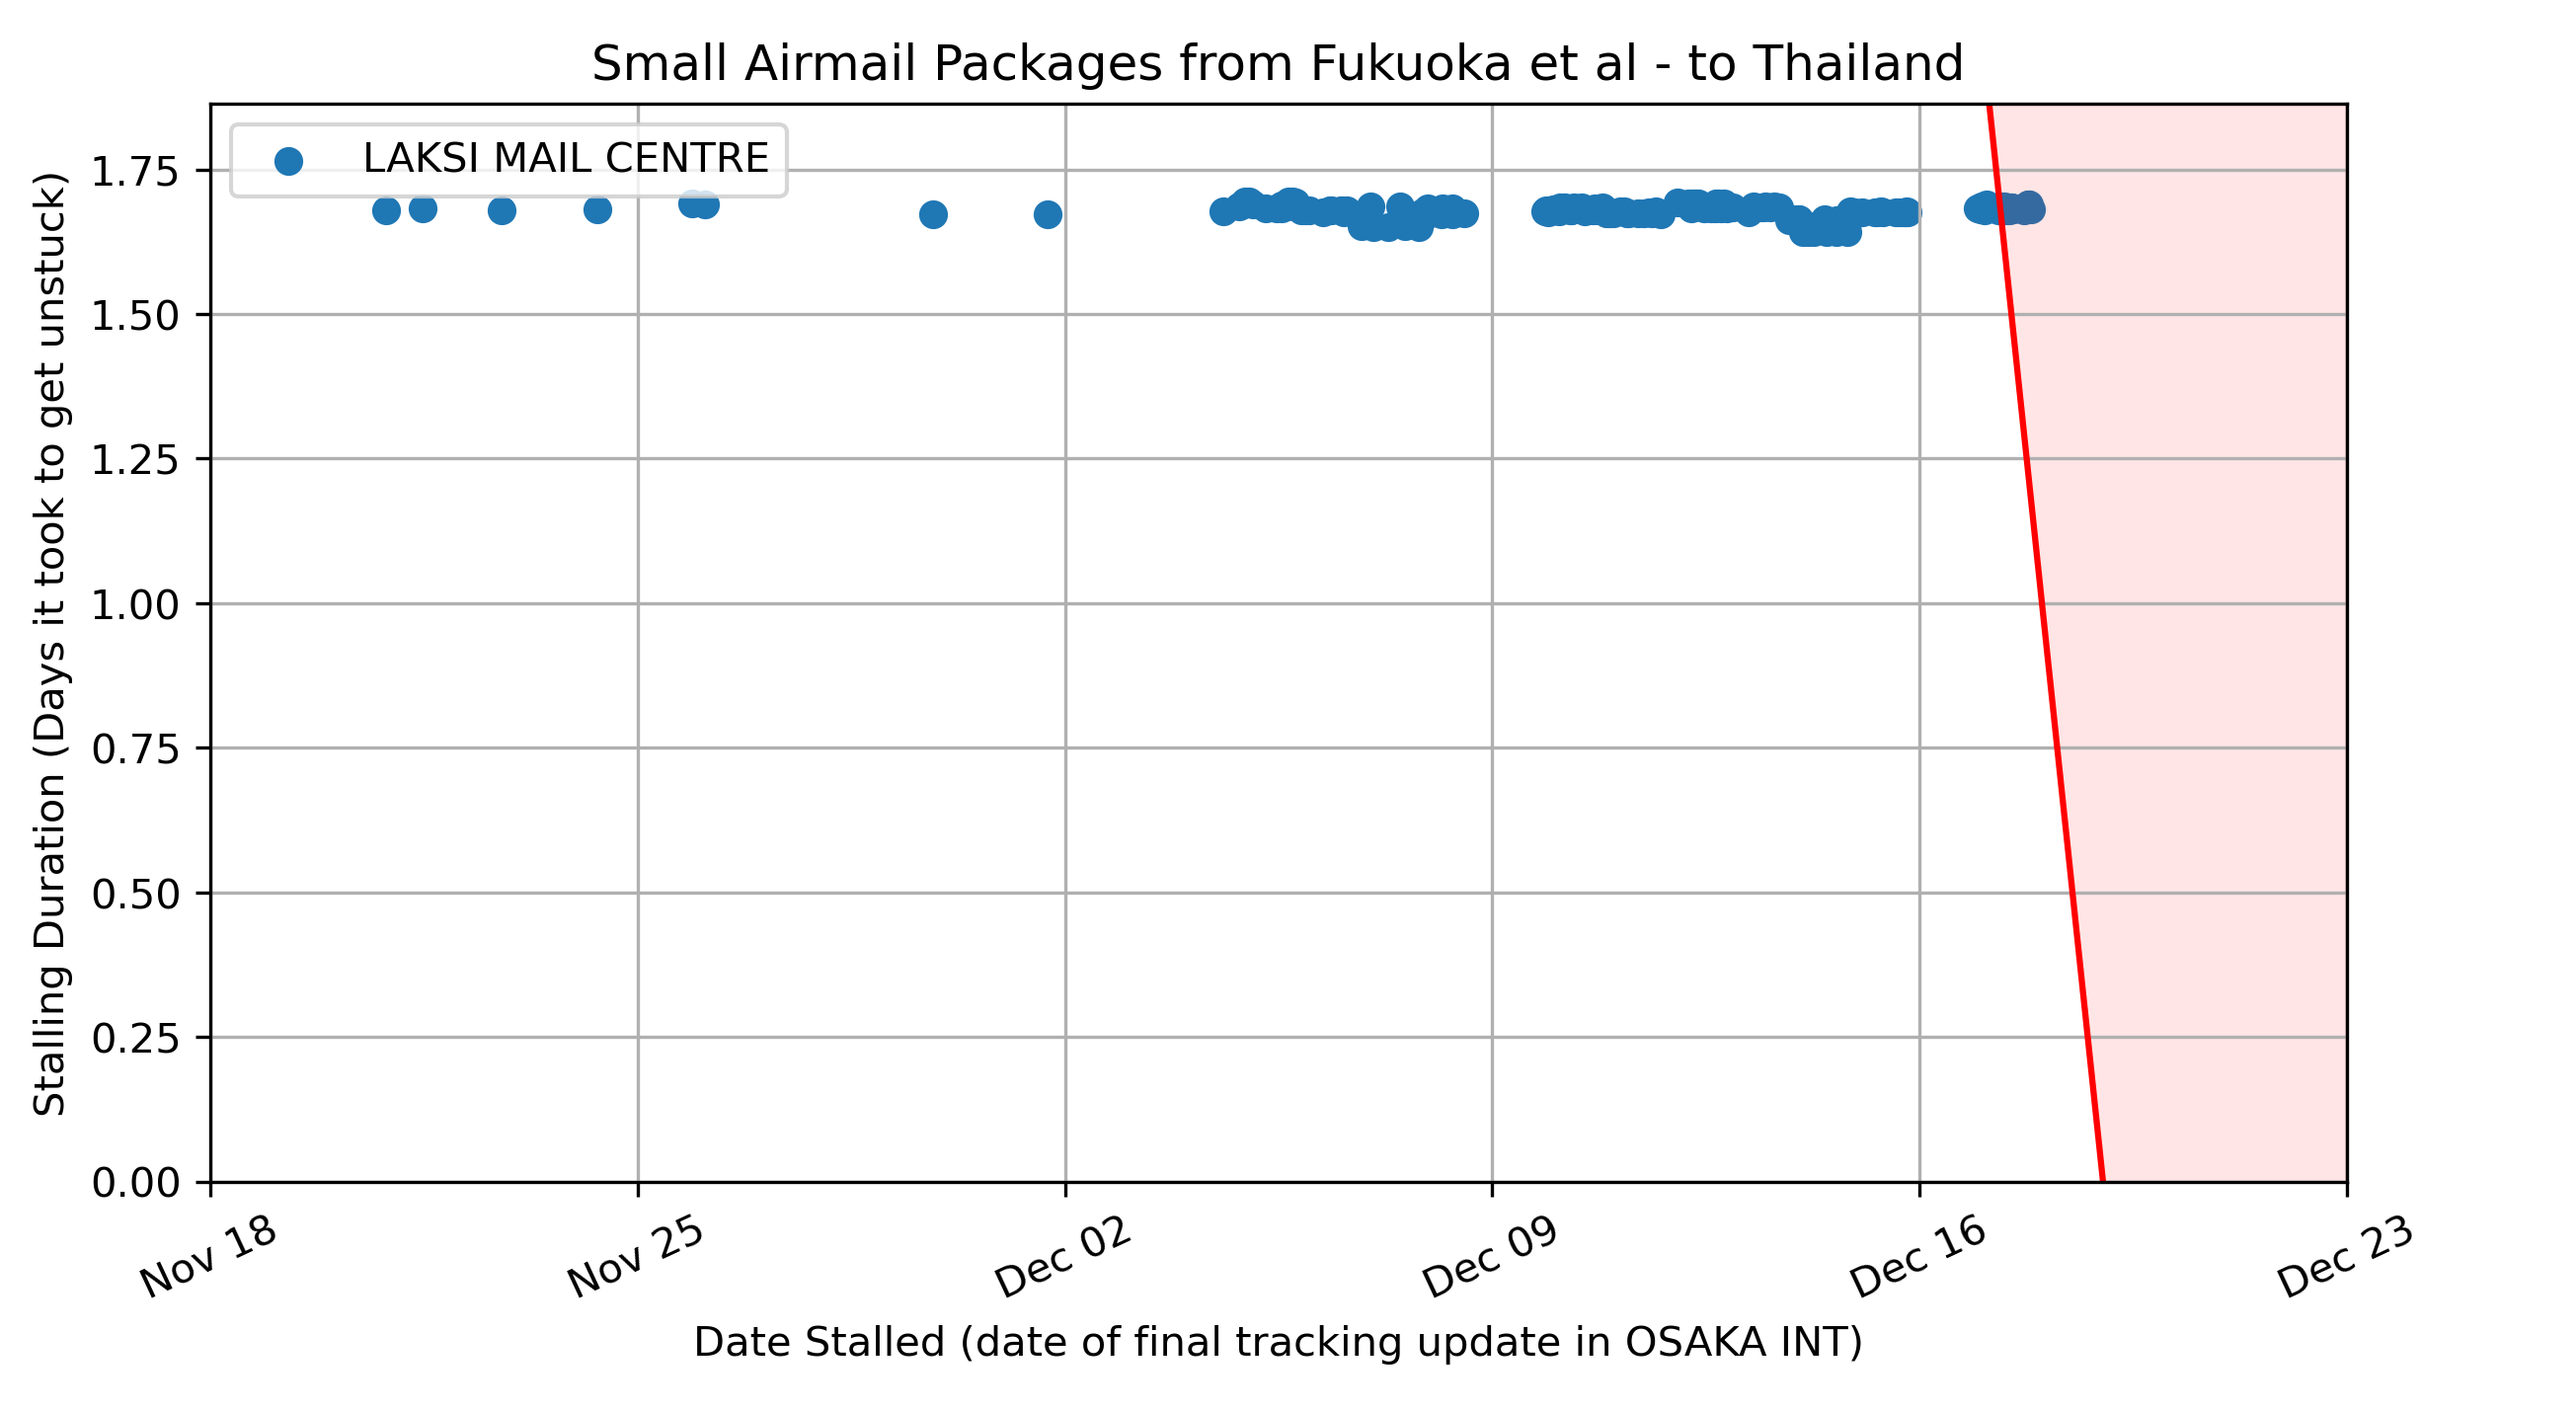 Small Airmail Packages from Fukuoka et al - to Thailand
LAKSI MAIL CENTRE
Stalling Duration (Days it took to get unstuck)
1.75
1.50
1.25
1.00
0.75
0.50
0.25
0.00
Nov 18
Nov 25
Dec 02
Dec 09
Dec 16
Dec 23
Date Stalled (date of final tracking update in OSAKA INT)